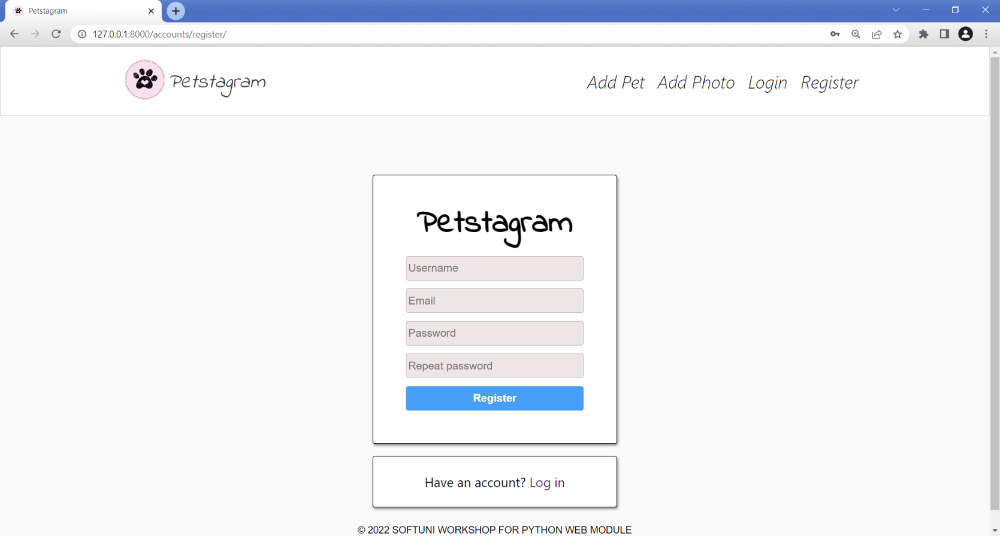 Petstagram
127.0.0.1:8000/accounts/register/
Petstagram
Add Pet Add Photo Login Register
Petstagram
Username
Email
Password
Repeat password
Register
Have an account? Log in
© 2022 SOFTUNI WORKSHOP FOR PYTHON WEB MODULE